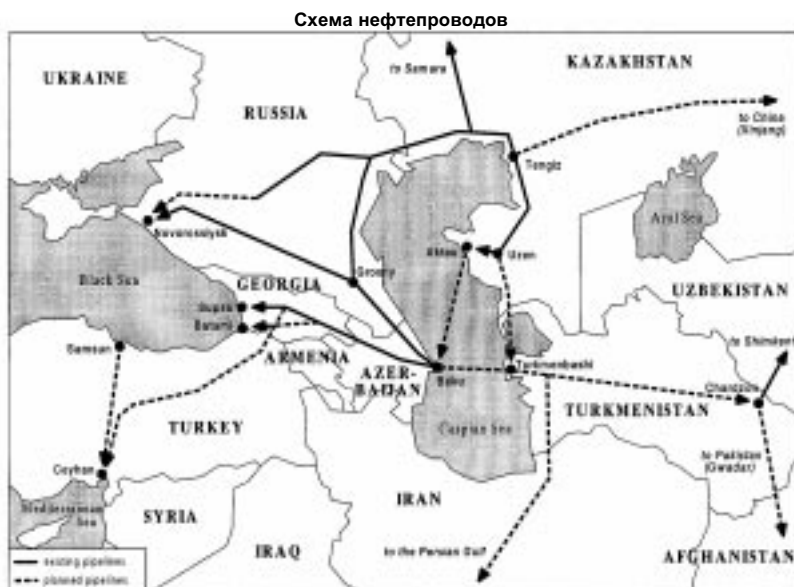 Схема нефтепроводов
to Samara
KAZAKHSTAN
UKRAINE
RUSSIA
to China
(Xinjang)
Tengiz
Aral Sea
Novorossiysk
Aktau
Uzen
Black Sea
GEORGIA
Grozny
UZBEKISTAN
Supsa
Batumi
to Shimkent
Samsun
ARMENIA
AZER-
BAIJAN
Baku
Turkmenbashi
TURKMENISTAN
TURKEY
Caspian Sea
to Pakistan
(Gwadar)
Ceyhan
IRAN
Mediterranean
Sea
SYRIA
IRAQ
to the Persian Gulf
AFGHANISTAN
existing pipelines
planned pipelines